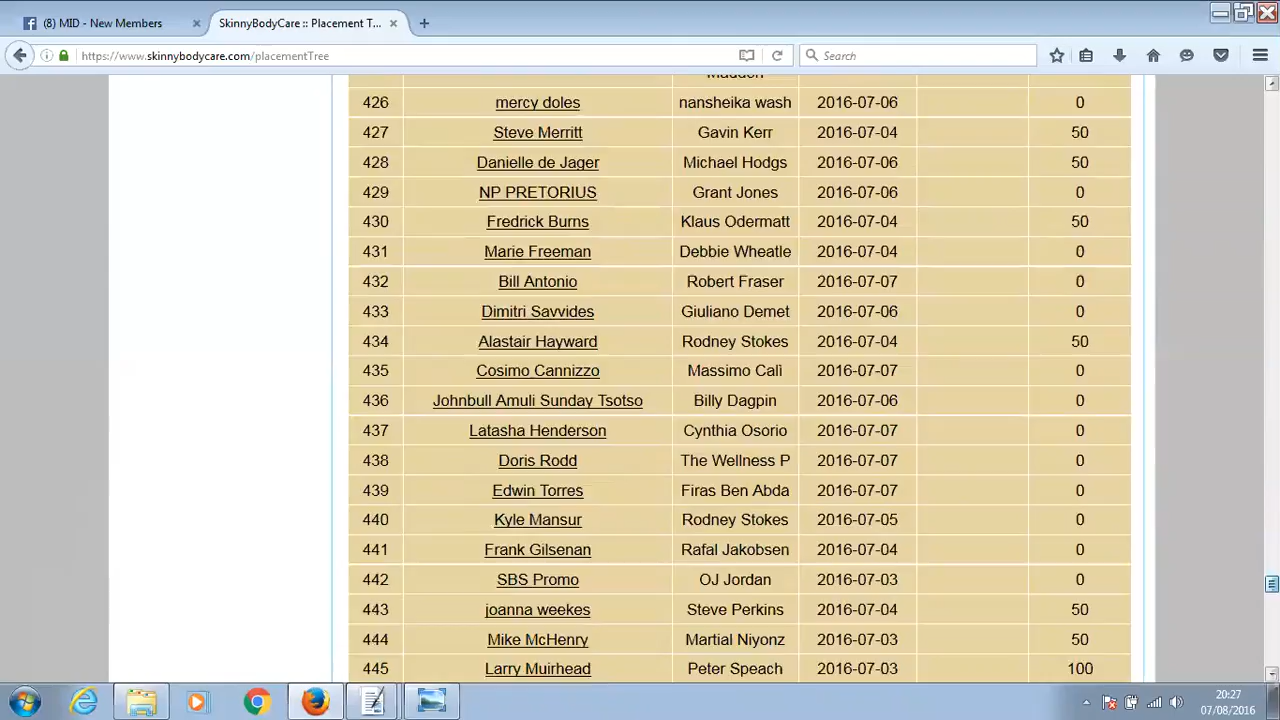 (8) MID - New Members
SkinnyBodyCare :: Placement T...
https://www.skinnybodycare.com/placementTree
Search
426 mercy doles nansheika wash 2016-07-06 0
427 Steve Merritt Gavin Kerr 2016-07-04 50
428 Danielle de Jager Michael Hodgs 2016-07-06 50
429 NP PRETORIUS Grant Jones 2016-07-06 0
430 Fredrick Burns Klaus Odermatt 2016-07-04 50
431 Marie Freeman Debbie Wheatle 2016-07-04 0
432 Bill Antonio Robert Fraser 2016-07-07 0
433 Dimitri Savvides Giuliano Demet 2016-07-06 0
434 Alastair Hayward Rodney Stokes 2016-07-04 50
435 Cosimo Cannizzo Massimo Calì 2016-07-07 0
436 Johnbull Amuli Sunday Tsotso Billy Dagpin 2016-07-06 0
437 Latasha Henderson Cynthia Osorio 2016-07-07 0
438 Doris Rodd The Wellness P 2016-07-07 0
439 Edwin Torres Firas Ben Abda 2016-07-07 0
440 Kyle Mansur Rodney Stokes 2016-07-05 0
441 Frank Gilsenan Rafal Jakobsen 2016-07-04 0
442 SBS Promo OJ Jordan 2016-07-03 0
443 joanna weekes Steve Perkins 2016-07-04 50
444 Mike McHenry Martial Niyonz 2016-07-03 50
445 Larry Muirhead Peter Speach 2016-07-03 100
20:27
07/08/2016